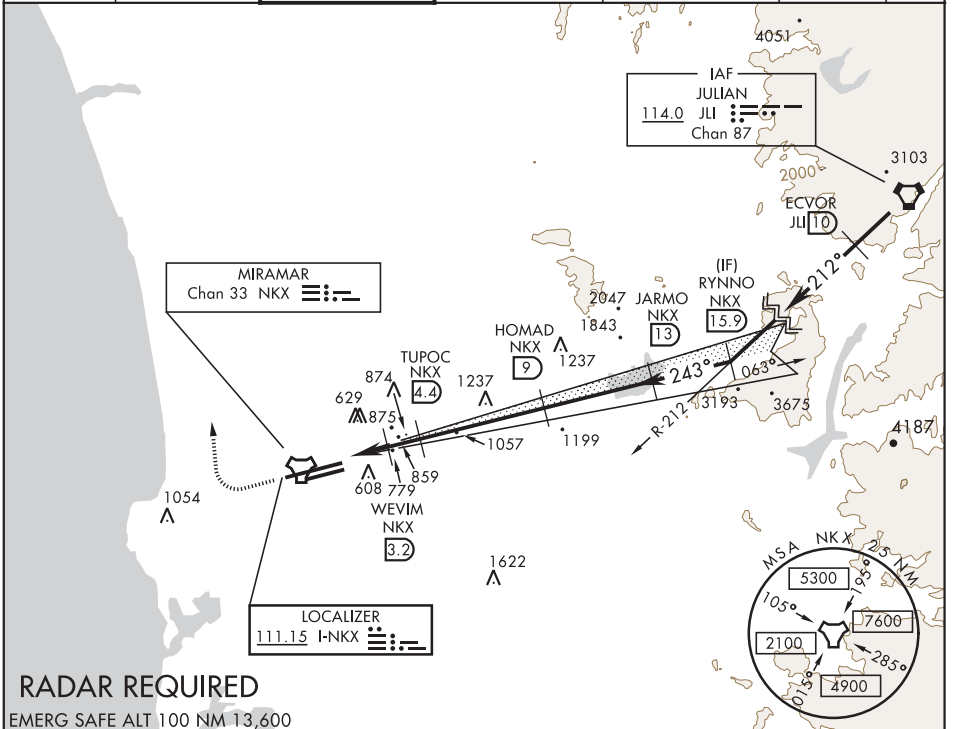 4051
IAF
JULIAN
114.0 JLI
Chan 87
3103
2000
ECVOR
JLI 10
212°
MIRAMAR
Chan 33 NKX
(IF)
RYNNO
NKX
15.9
2047
1843
JARMO
NKX
13
HOMAD
NKX
9
1237
TUPOC
NKX
4.4
874
1237
243°
063°
629
875
3193
3675
R-212
1057
1199
4187
859
608
779
WEVIM
NKX
3.2
1054
1622
MSA NKX 25 NM
5300
195°
105°
7600
2100
285°
015°
4900
LOCALIZER
111.15 I-NKX
RADAR REQUIRED
EMERG SAFE ALT 100 NM 13,600